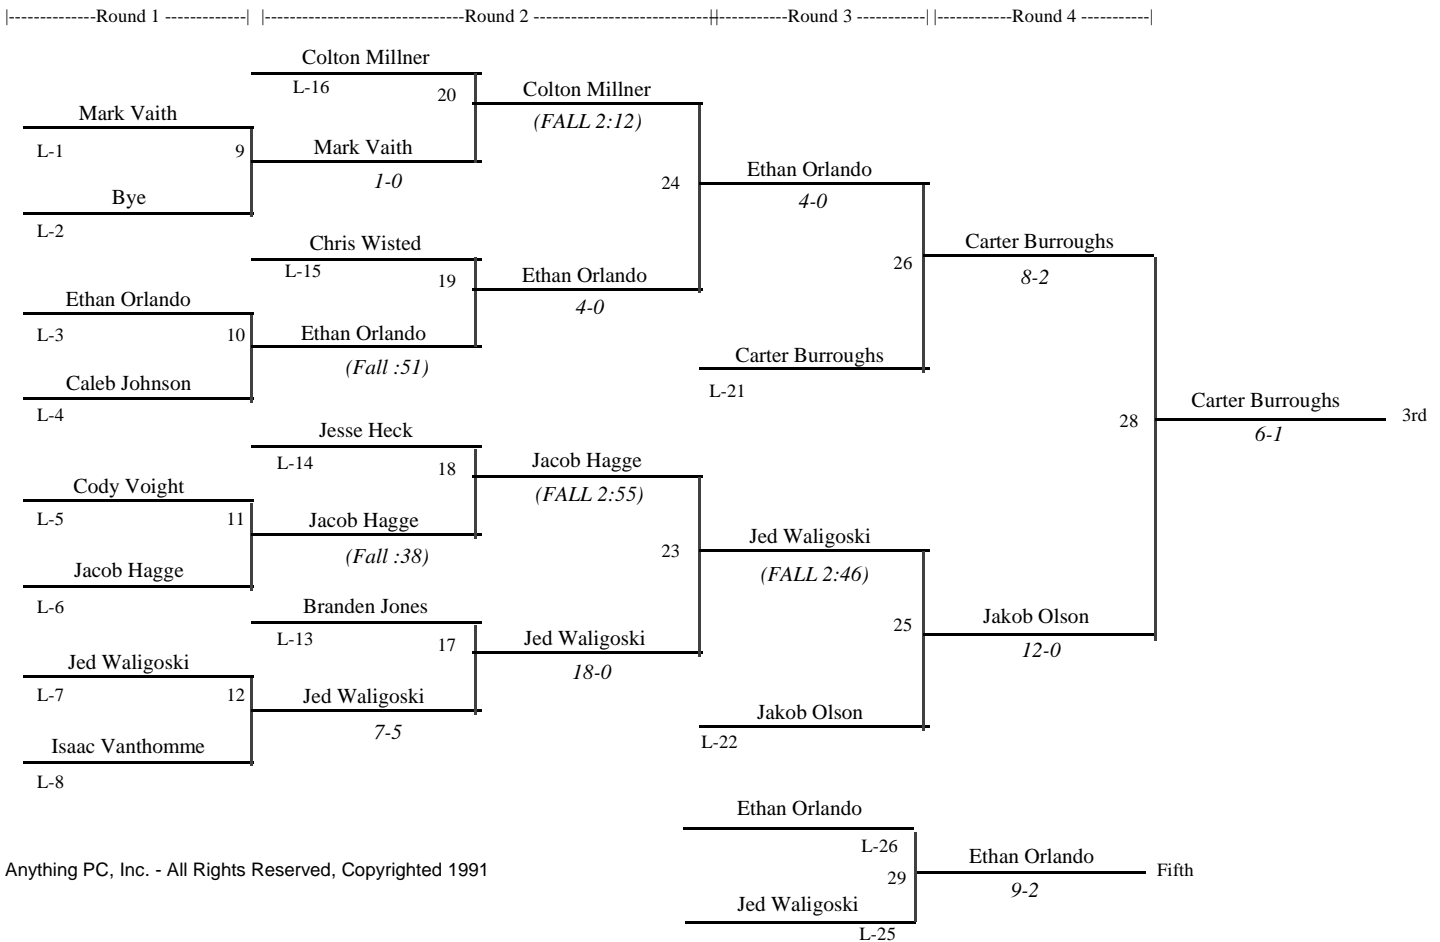 |-------------Round 1 -------------| |-------------------------------Round 2 ---------------------------||-----------Round 3 -----------| |------------Round 4 -----------|
Colton Millner
L-16
20
Colton Millner
(FALL 2:12)
Mark Vaith
L-1
9
Mark Vaith
1-0
Bye
L-2
24
Ethan Orlando
4-0
Chris Wisted
L-15
19
Ethan Orlando
4-0
Ethan Orlando
L-3
10
Ethan Orlando
(Fall :51)
Caleb Johnson
L-4
26
Carter Burroughs
8-2
Carter Burroughs
L-21
28
Carter Burroughs
6-1
3rd
Jesse Heck
L-14
18
Jacob Hagge
(FALL 2:55)
Cody Voight
L-5
11
Jacob Hagge
(Fall :38)
Jacob Hagge
L-6
23
Jed Waligoski
(FALL 2:46)
Branden Jones
L-13
17
Jed Waligoski
18-0
Jed Waligoski
L-7
12
Jed Waligoski
7-5
Isaac Vanthomme
L-8
25
Jakob Olson
12-0
Jakob Olson
L-22
Ethan Orlando
L-26
29
Ethan Orlando
9-2
Fifth
Jed Waligoski
L-25
Anything PC, Inc. - All Rights Reserved, Copyrighted 1991